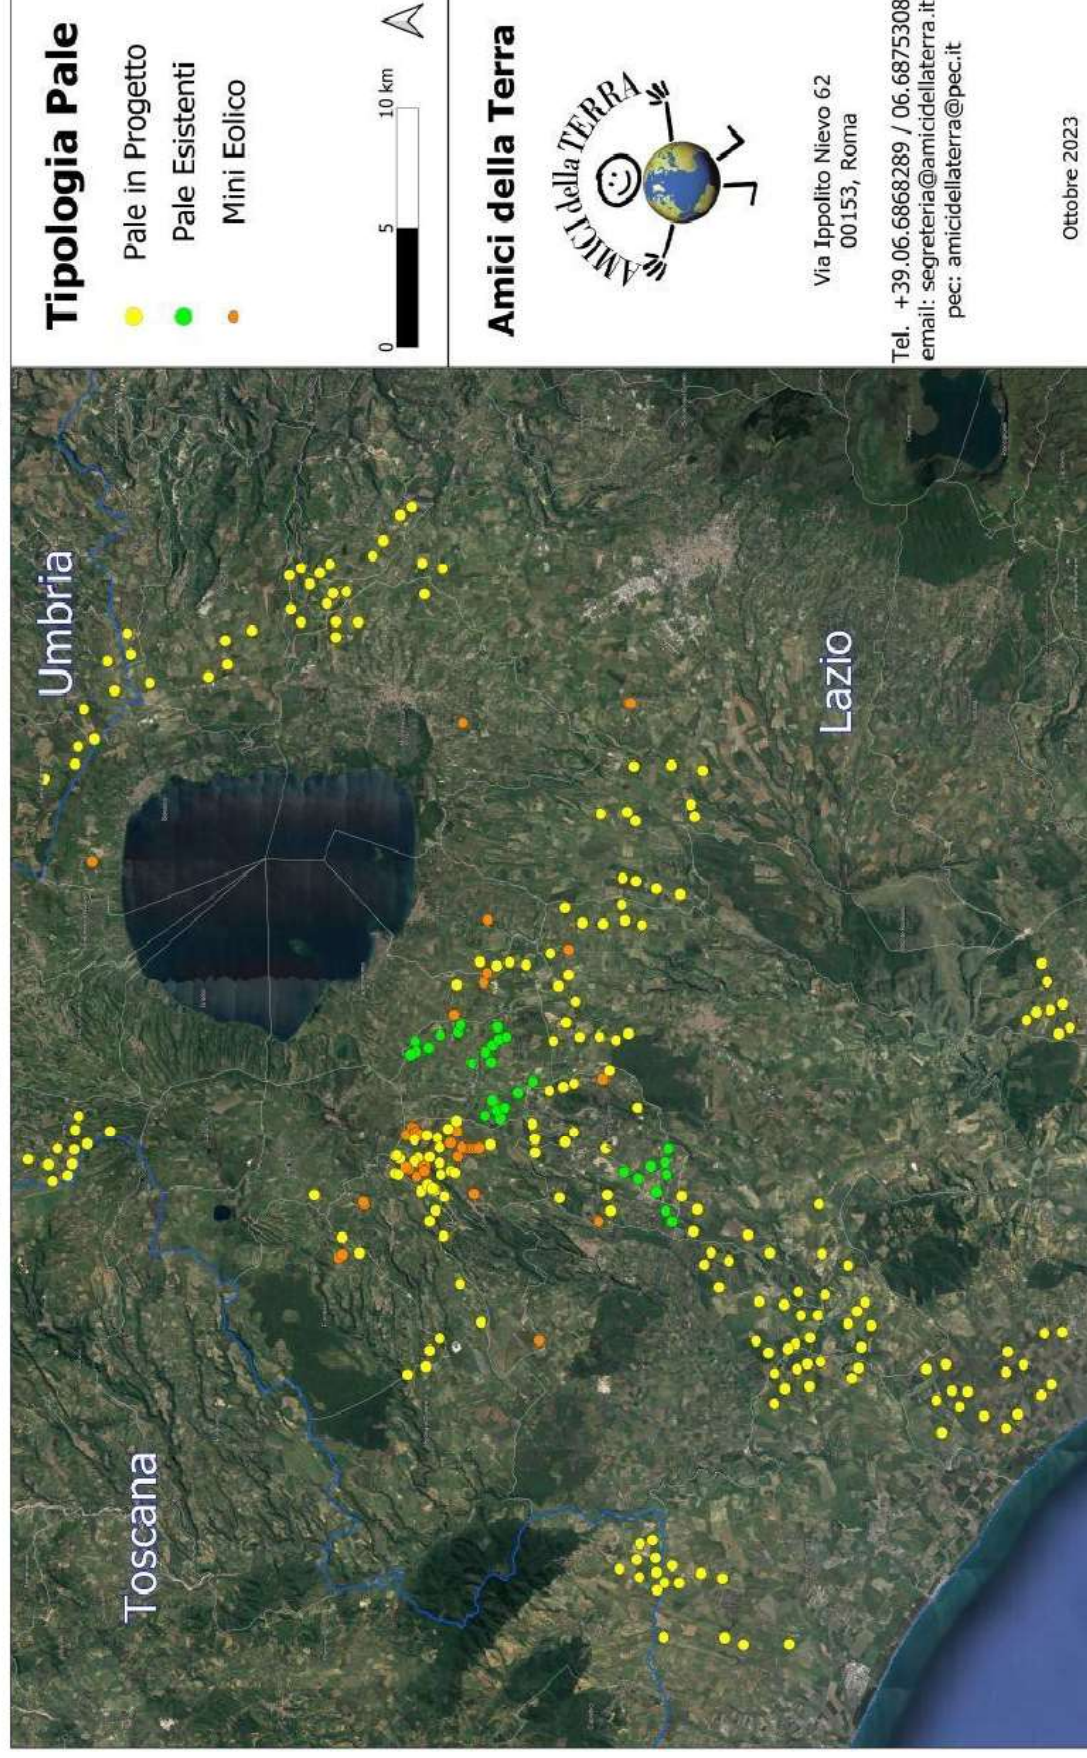 Tipologia Pale
Pale in Progetto
Pale Esistenti
Mini Eolico
0 5 10 km
Amici della Terra
AMICI della TERRA
Via Ippolito Nievo 62
00153, Roma
Tel. +39.06.6868289 / 06.6875308
email: segreteria@amicidellaterra.it
pec: amicidellaterra@pec.it
Ottobre 2023
Toscana
Umbria
Lazio